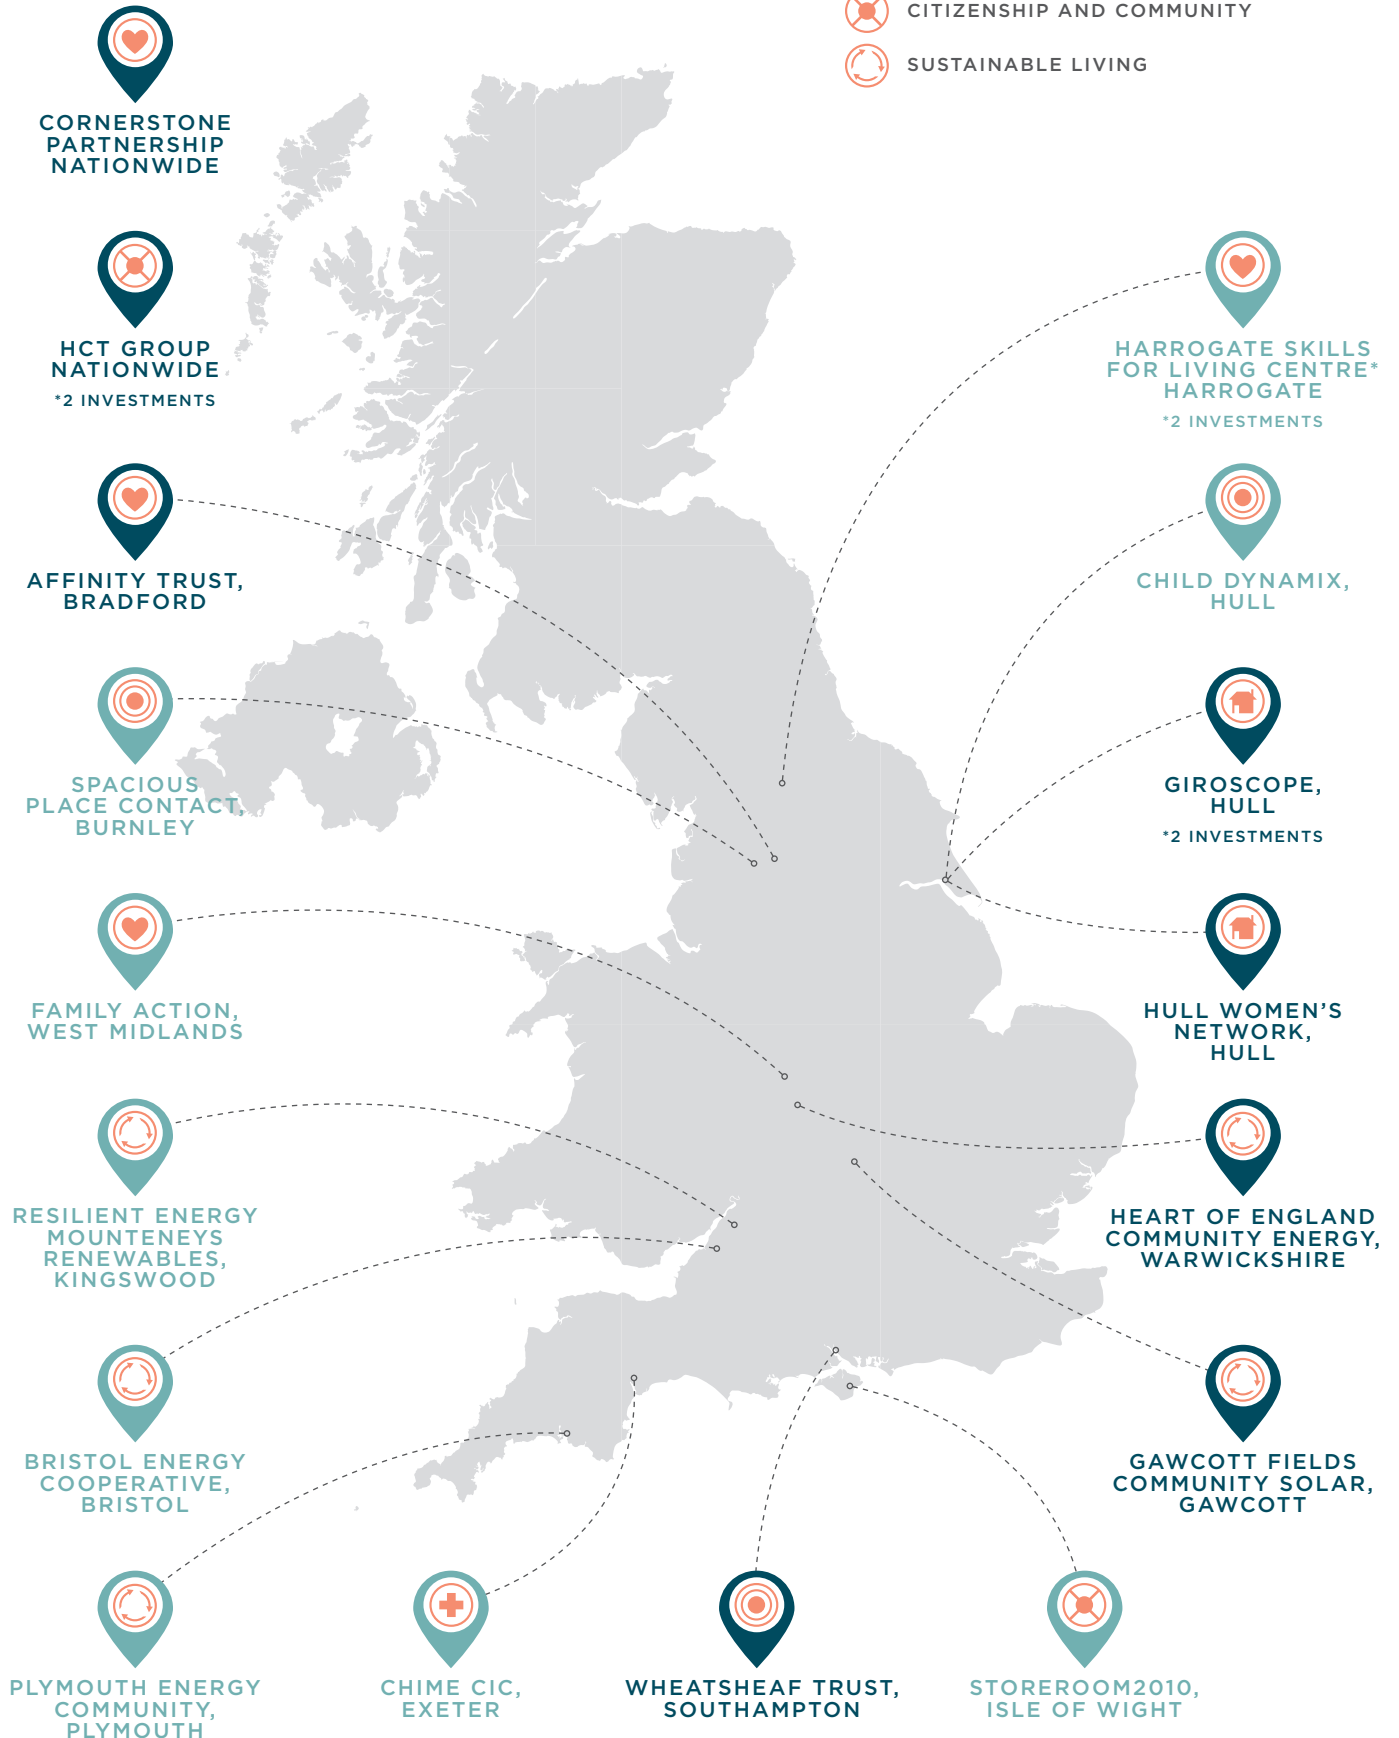 CITIZENSHIP AND COMMUNITY
SUSTAINABLE LIVING
CORNERSTONE
PARTNERSHIP
NATIONWIDE
HCT GROUP
NATIONWIDE
*2 INVESTMENTS
AFFINITY TRUST,
BRADFORD
SPACIOUS
PLACE CONTACT,
BURNLEY
FAMILY ACTION,
WEST MIDLANDS
RESILIENT ENERGY
MOUNTENEYS
RENEWABLES,
KINGSWOOD
BRISTOL ENERGY
COOPERATIVE,
BRISTOL
PLYMOUTH ENERGY
COMMUNITY,
PLYMOUTH
CHIME CIC,
EXETER
WHEATSHEAF TRUST,
SOUTHAMPTON
STOREROOM2010,
ISLE OF WIGHT
HARROGATE SKILLS
FOR LIVING CENTRE*
HARROGATE
*2 INVESTMENTS
CHILD DYNAMIX,
HULL
GIROSCOPE,
HULL
*2 INVESTMENTS
HULL WOMEN'S
NETWORK,
HULL
HEART OF ENGLAND
COMMUNITY ENERGY,
WARWICKSHIRE
GAWCOTT FIELDS
COMMUNITY SOLAR,
GAWCOTT